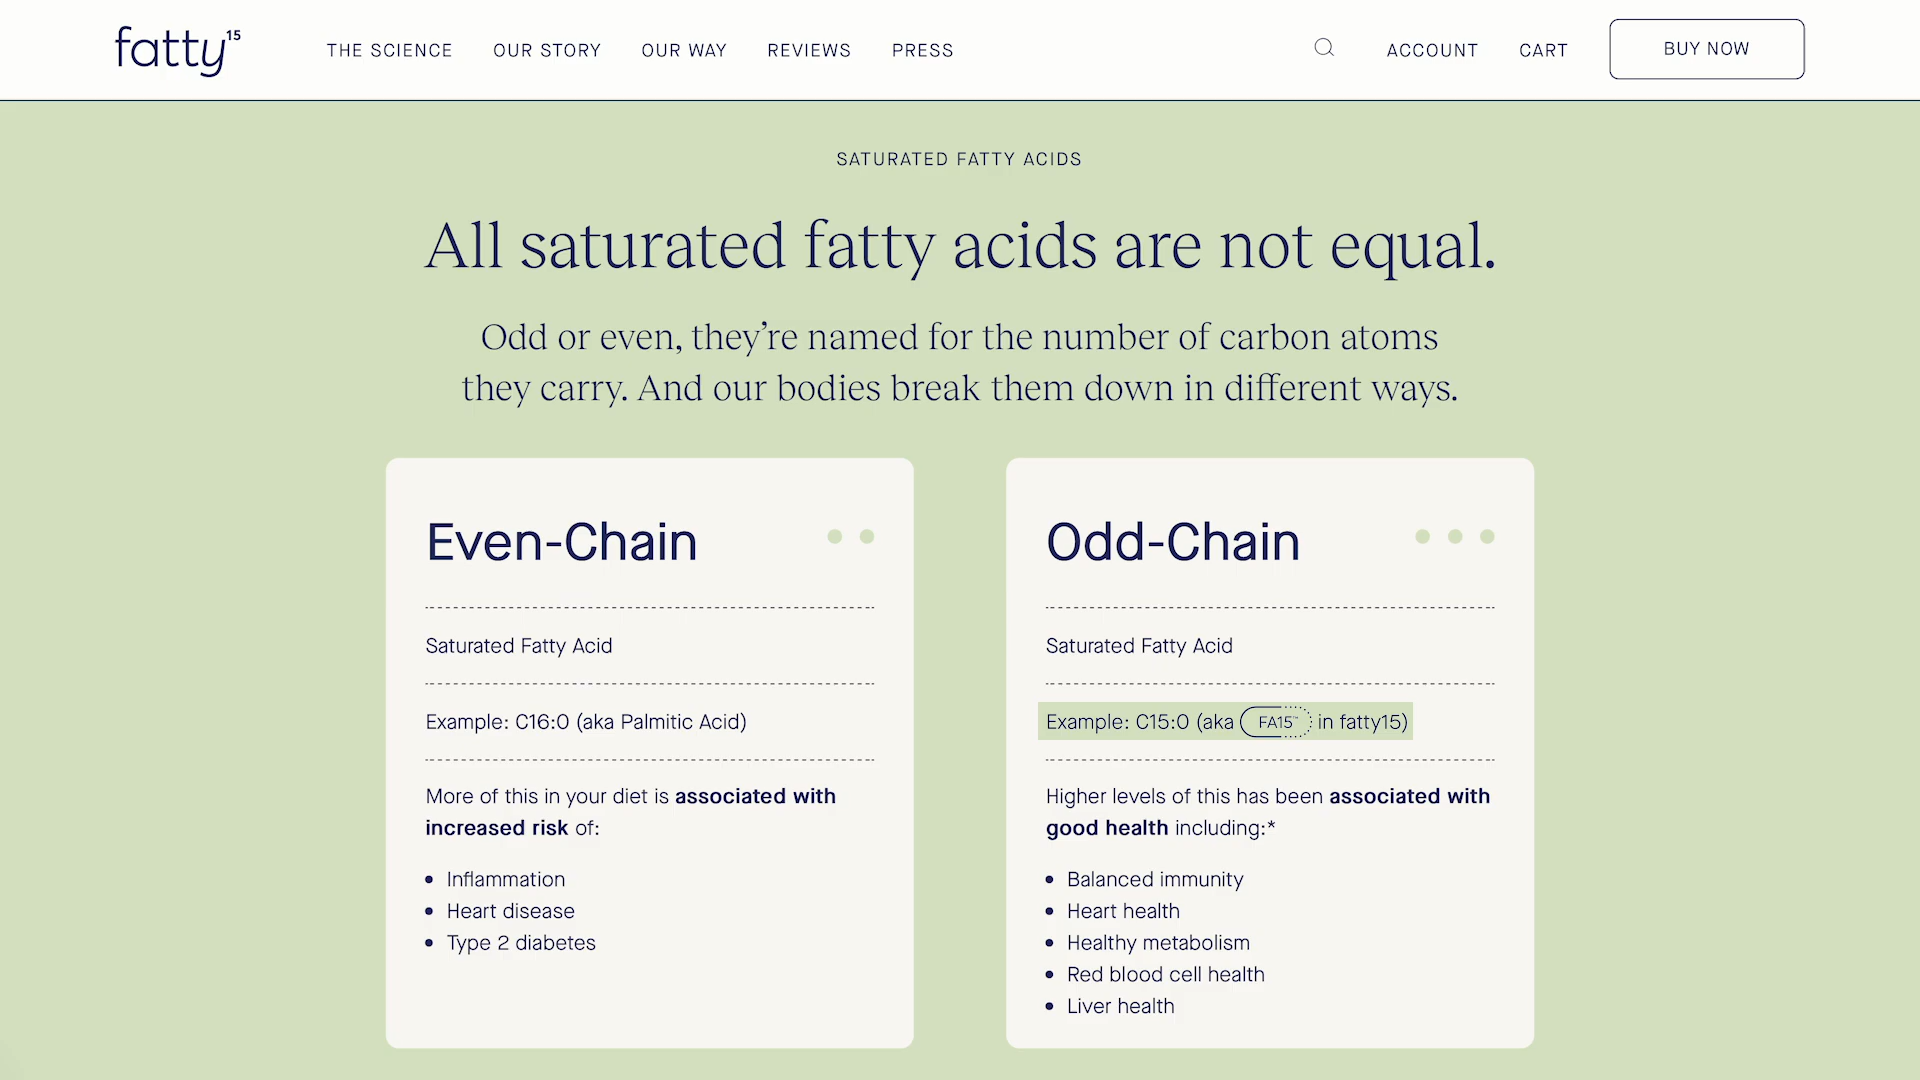 fatty15
THE SCIENCE OUR STORY OUR WAY REVIEWS PRESS
ACCOUNT CART BUY NOW
SATURATED FATTY ACIDS
All saturated fatty acids are not equal.
Odd or even, they’re named for the number of carbon atoms
they carry. And our bodies break them down in different ways.
Even-Chain
Saturated Fatty Acid
Example: C16:0 (aka Palmitic Acid)
More of this in your diet is associated with
increased risk of:
• Inflammation
• Heart disease
• Type 2 diabetes
Odd-Chain
Saturated Fatty Acid
Example: C15:0 (aka FA15™ in fatty15)
Higher levels of this has been associated with
good health including:*
• Balanced immunity
• Heart health
• Healthy metabolism
• Red blood cell health
• Liver health